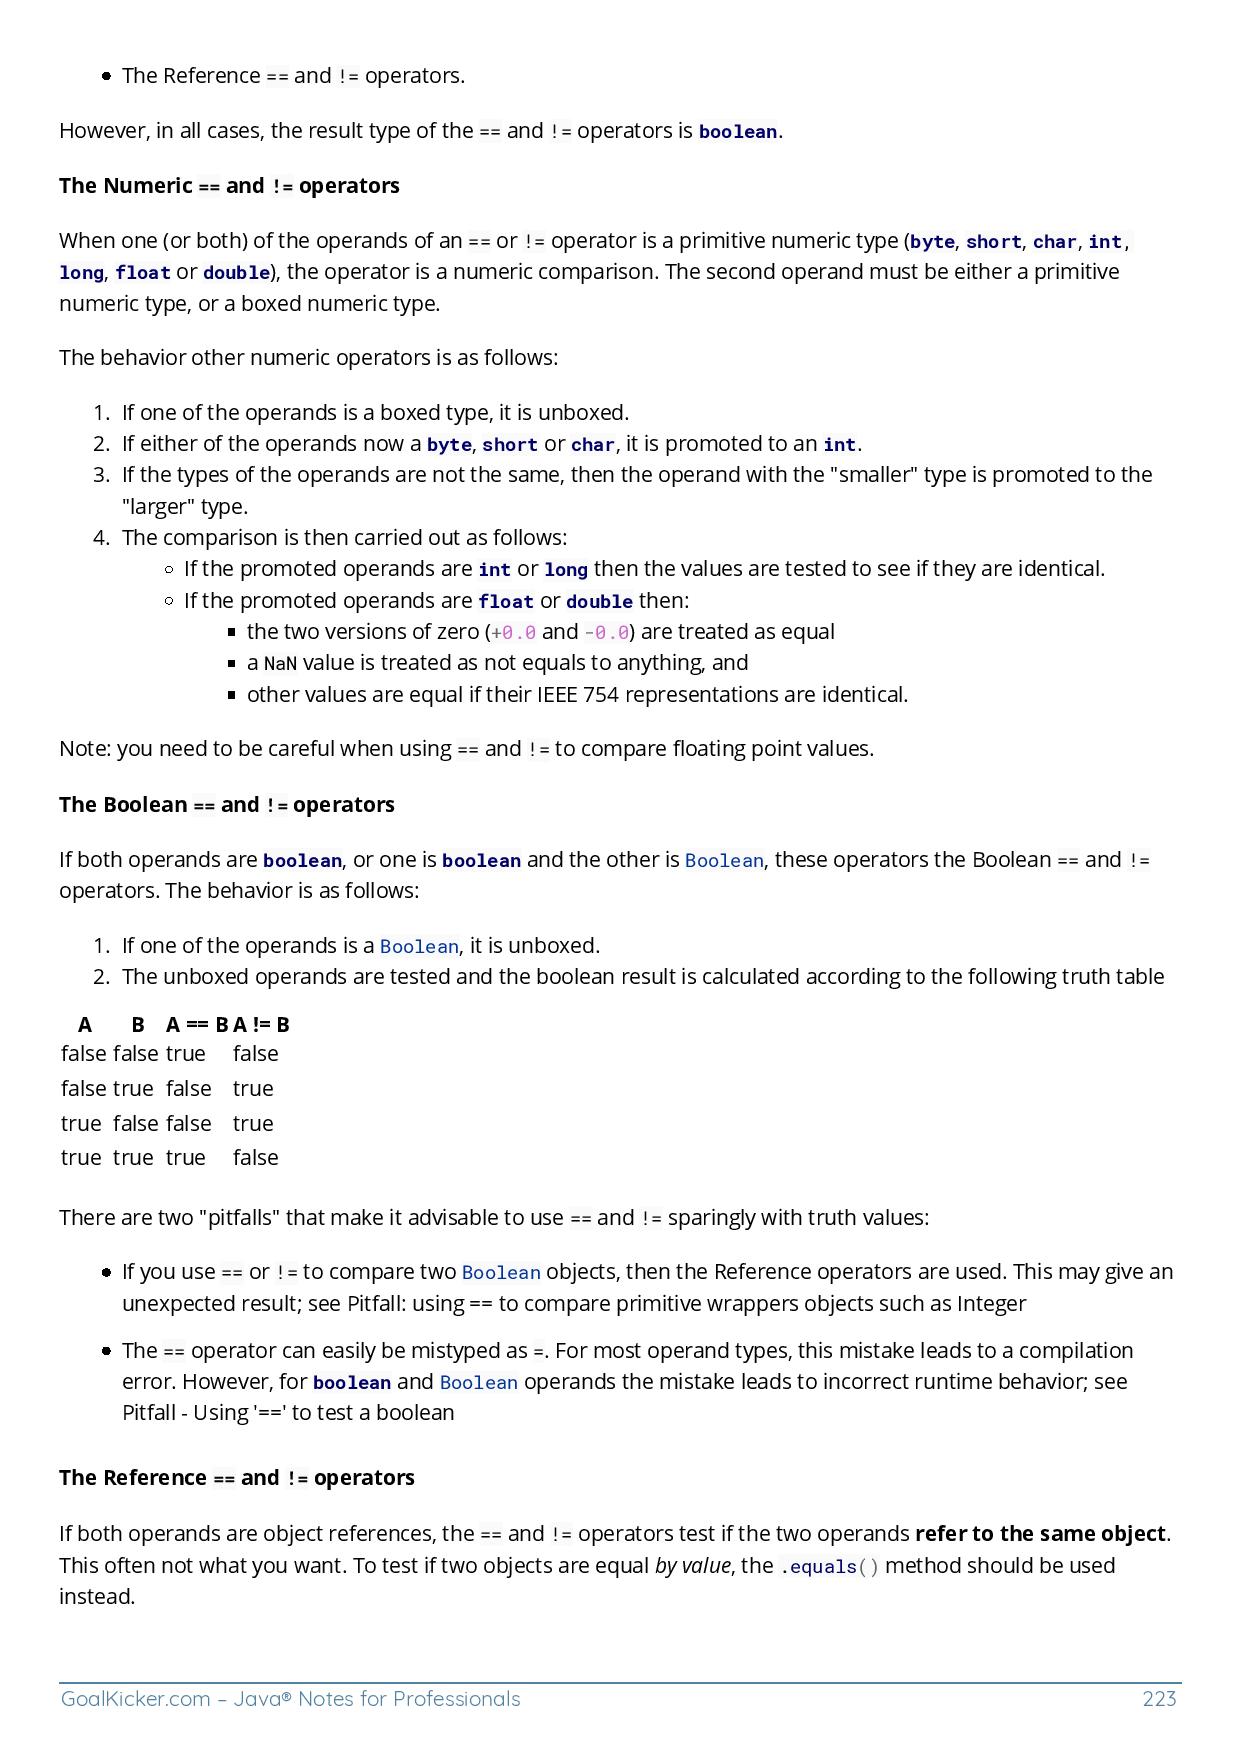 • The Reference == and != operators.
However, in all cases, the result type of the == and != operators is boolean.
The Numeric == and != operators
When one (or both) of the operands of an == or != operator is a primitive numeric type (byte, short, char, int,
long, float or double), the operator is a numeric comparison. The second operand must be either a primitive
numeric type, or a boxed numeric type.
The behavior other numeric operators is as follows:
1. If one of the operands is a boxed type, it is unboxed.
2. If either of the operands now a byte, short or char, it is promoted to an int.
3. If the types of the operands are not the same, then the operand with the "smaller" type is promoted to the
"larger" type.
4. The comparison is then carried out as follows:
◦ If the promoted operands are int or long then the values are tested to see if they are identical.
◦ If the promoted operands are float or double then:
▪ the two versions of zero (+0.0 and -0.0) are treated as equal
▪ a NaN value is treated as not equals to anything, and
▪ other values are equal if their IEEE 754 representations are identical.
Note: you need to be careful when using == and != to compare floating point values.
The Boolean == and != operators
If both operands are boolean, or one is boolean and the other is Boolean, these operators the Boolean == and !=
operators. The behavior is as follows:
1. If one of the operands is a Boolean, it is unboxed.
2. The unboxed operands are tested and the boolean result is calculated according to the following truth table
A B A == B A != B
false false true false
false true false true
true false false true
true true true false
There are two "pitfalls" that make it advisable to use == and != sparingly with truth values:
• If you use == or != to compare two Boolean objects, then the Reference operators are used. This may give an
unexpected result; see Pitfall: using == to compare primitive wrappers objects such as Integer
• The == operator can easily be mistyped as =. For most operand types, this mistake leads to a compilation
error. However, for boolean and Boolean operands the mistake leads to incorrect runtime behavior; see
Pitfall - Using '==' to test a boolean
The Reference == and != operators
If both operands are object references, the == and != operators test if the two operands refer to the same object.
This often not what you want. To test if two objects are equal by value, the .equals() method should be used
instead.
GoalKicker.com – Java® Notes for Professionals 223